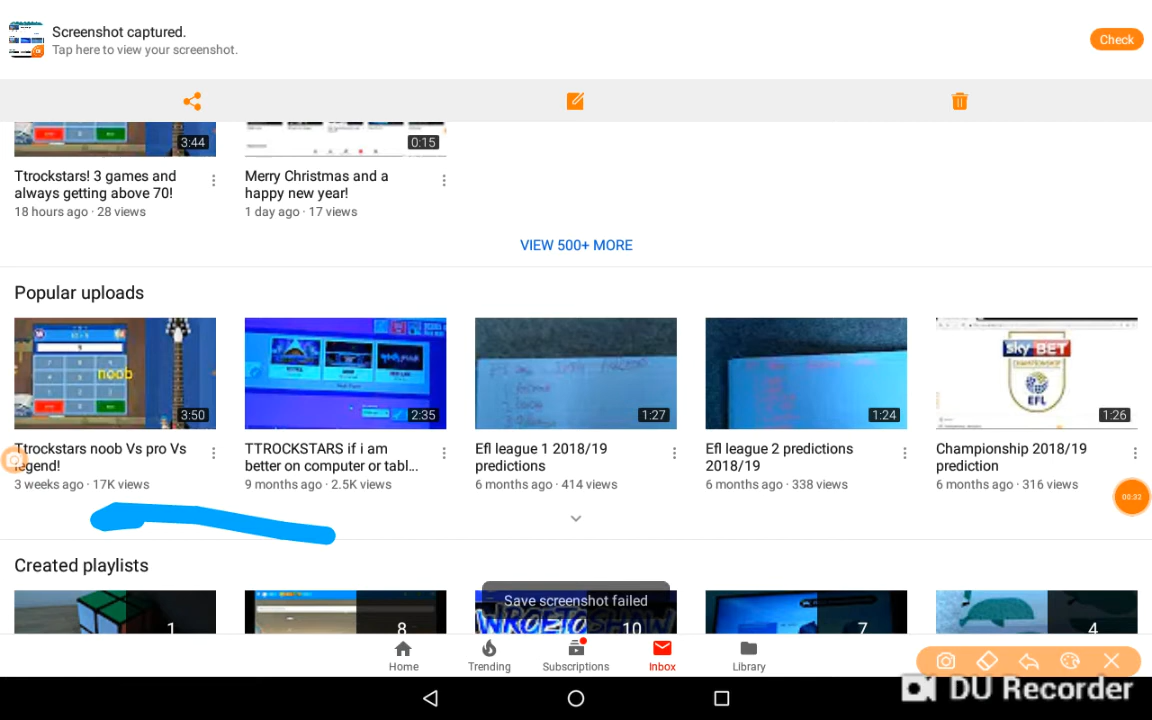 Screenshot captured.
Tap here to view your screenshot.
Check
3:44
0:15
Ttrockstars! 3 games and
always getting above 70!
18 hours ago · 28 views
Merry Christmas and a
happy new year!
1 day ago · 17 views
VIEW 500+ MORE
Popular uploads
noob
3:50
2:35
1:27
1:24
sky BET
CHAMPIONSHIP
EFL
1:26
Ttrockstars noob Vs pro Vs
legend!
3 weeks ago · 17K views
TTROCKSTARS if i am
better on computer or tabl...
9 months ago · 2.5K views
Efl league 1 2018/19
predictions
6 months ago · 414 views
Efl league 2 predictions
2018/19
6 months ago · 338 views
Championship 2018/19
prediction
6 months ago · 316 views
00:33
Created playlists
1
8
10
7
4
Save screenshot failed
Home
Trending
Subscriptions
Inbox
Library
DU Recorder